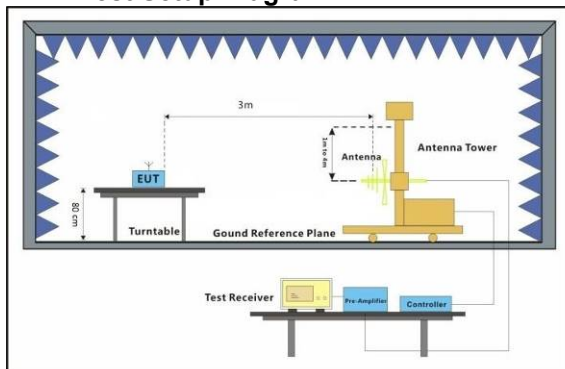 3m
1m to 4m
Antenna
Antenna Tower
EUT
80 cm
Turntable
Gound Reference Plane
Test Receiver
Pre-Amplifier
Controller